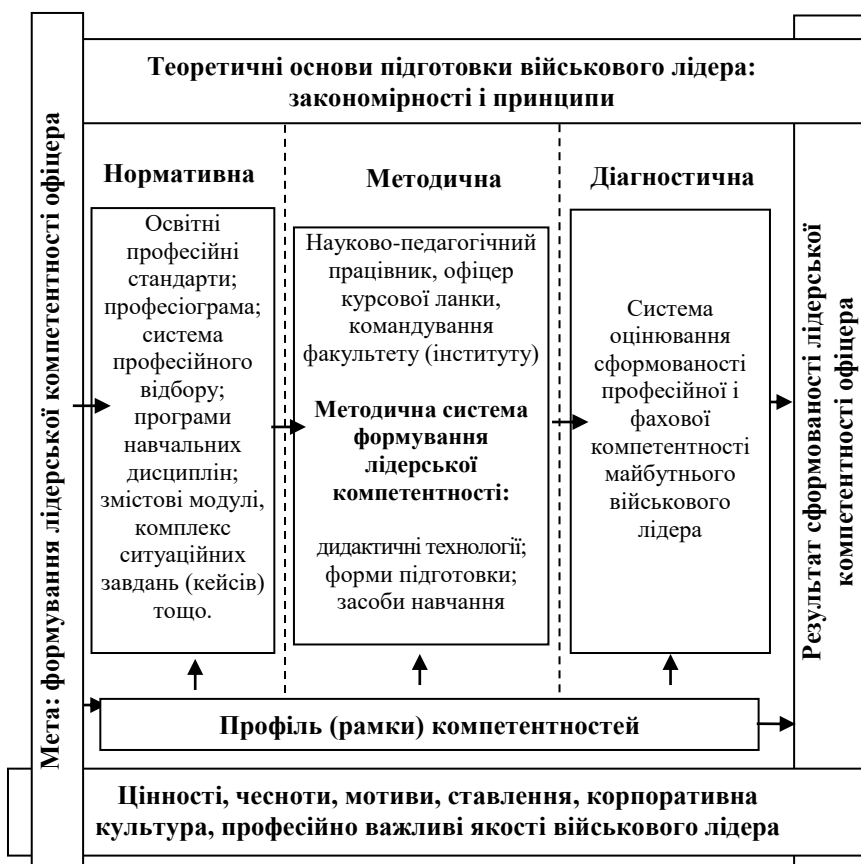 Мета: формування лідерської компетентності офіцера
Теоретичні основи підготовки військового лідера:
закономірності і принципи
Нормативна
Освітні
професійні
стандарти;
професіограма;
система
професійного
відбору;
програми
навчальних
дисциплін;
змістові модулі,
комплекс
ситуаційних
завдань (кейсів)
тощо.
Методична
Науково-педагогічний
працівник, офіцер
курсової ланки,
командування
факультету (інституту)
Методична система
формування
лідерської
компетентності:
дидактичні технології;
форми підготовки;
засоби навчання
Діагностична
Система
оцінювання
сформованості
професійної і
фахової
компетентності
майбутнього
військового
лідера
Результат сформованості лідерської
компетентності офіцера
Профіль (рамки) компетентностей
Цінності, чесноти, мотиви, ставлення, корпоративна
культура, професійно важливі якості військового лідера